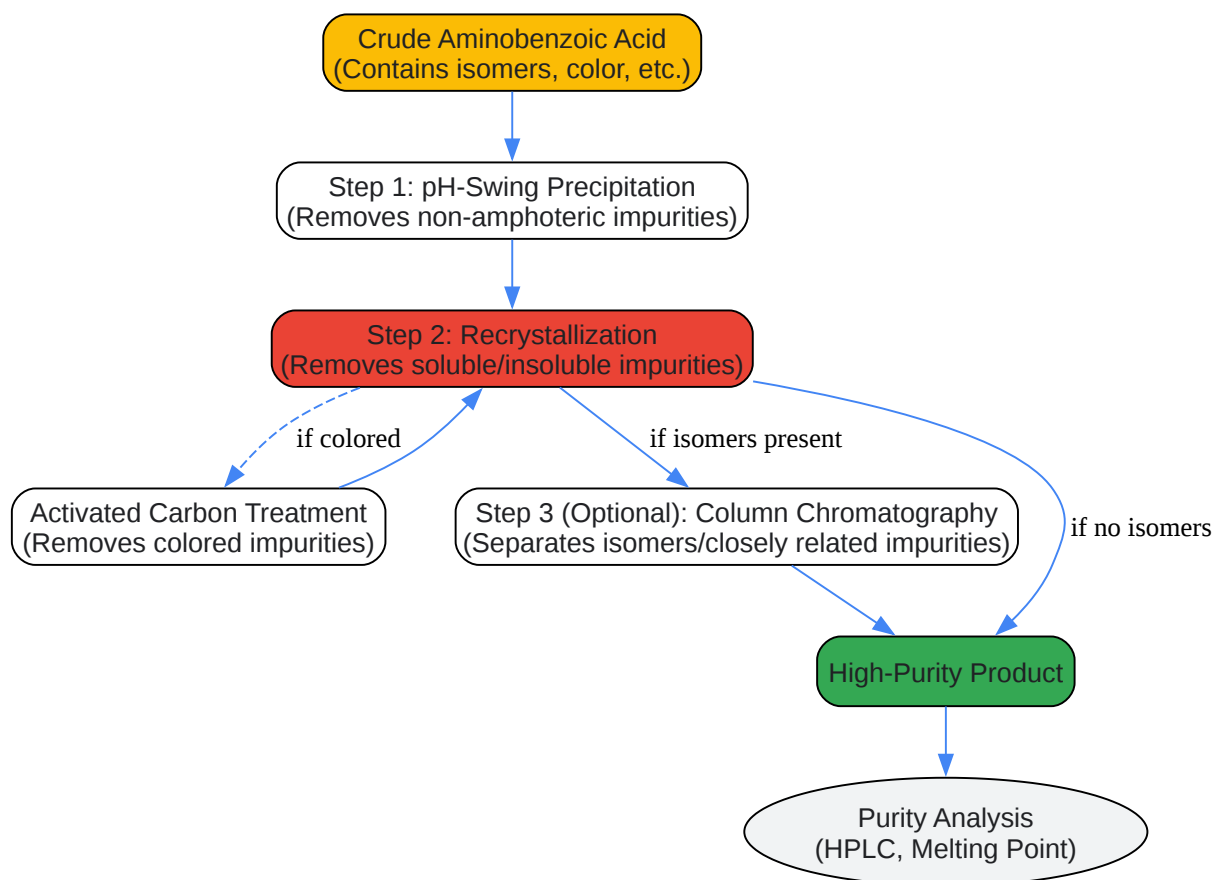 Crude Aminobenzoic Acid
(Contains isomers, color, etc.)
Step 1: pH-Swing Precipitation
(Removes non-amphoteric impurities)
Step 2: Recrystallization
(Removes soluble/insoluble impurities)
if colored
if isomers present
Activated Carbon Treatment
(Removes colored impurities)
Step 3 (Optional): Column Chromatography
(Separates isomers/closely related impurities)
if no isomers
High-Purity Product
Purity Analysis
(HPLC, Melting Point)